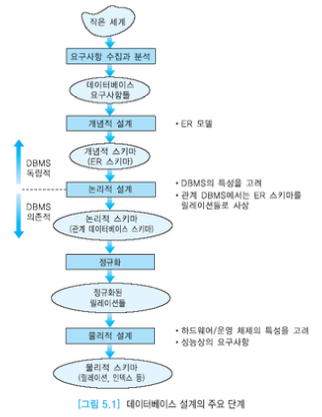 작은 세계
요구사항 수집과 분석
데이터베이스
요구사항들
개념적 설계
• ER 모델
DBMS
독립적
개념적 스키마
(ER 스키마)
논리적 설계
• DBMS의 특성을 고려
• 관계 DBMS에서는 ER 스키마를
릴레이션들로 사상
DBMS
의존적
논리적 스키마
(관계 데이터베이스 스키마)
정규화
정규화된
릴레이션들
물리적 설계
• 하드웨어/운영 체제의 특성을 고려
• 성능상의 요구사항
물리적 스키마
(릴레이션, 인덱스 등)
[그림 5.1] 데이터베이스 설계의 주요 단계